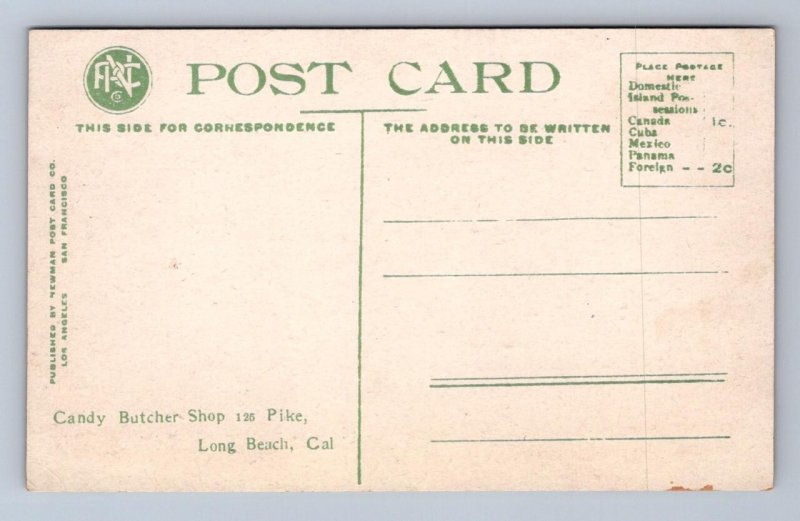 POST CARD
THIS SIDE FOR CORRESPONDENCE
THE ADDRESS TO BE WRITTEN
ON THIS SIDE
PLACE POSTAGE
HERE
Domestic
Island Pos-
sessions
Canada 1c.
Cuba
Mexico
Panama
Foreign - - 2c
PUBLISHED BY NEWMAN POST CARD CO.
LOS ANGELES SAN FRANCISCO
Candy Butcher Shop 126 Pike,
Long Beach, Cal